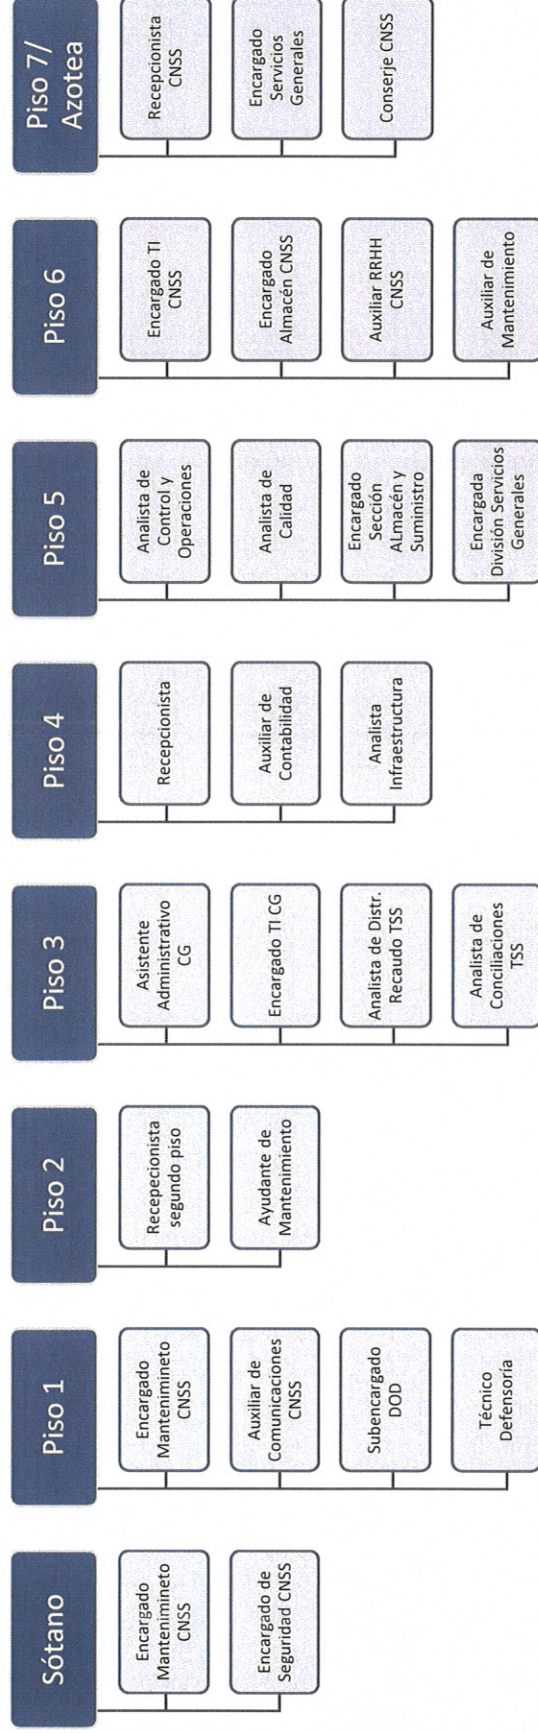 Sótano
Encargado
Mantenimineto
CNSS
Encargado de
Seguridad CNSS
Piso 1
Encargado
Mantenimineto
CNSS
Auxiliar de
Comunicaciones
CNSS
Subencargado
DOD
Técnico
Defensoría
Piso 2
Recepecionista
segundo piso
Ayudante de
Mantenimiento
Piso 3
Asistente
Administrativo
CG
Encargado TI CG
Analista de Distr.
Recaudo TSS
Analista de
Conciliaciones
TSS
Piso 4
Recepcionista
Auxiliar de
Contabilidad
Analista
Infraestructura
Piso 5
Analista de
Control y
Operaciones
Analista de
Calidad
Encargado
Sección
ALmacén y
Suministro
Encargada
División Servicios
Generales
Piso 6
Encargado TI
CNSS
Encargado
Almacén CNSS
Auxiliar RRHH
CNSS
Auxiliar de
Mantenimiento
Piso 7/
Azotea
Recepcionista
CNSS
Encargado
Servicios
Generales
Conserje CNSS